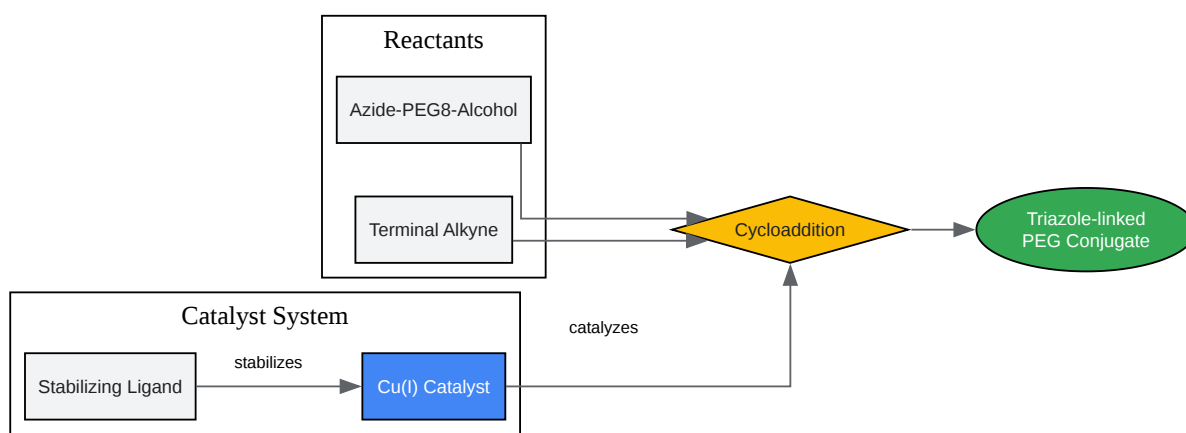 Reactants
Azide-PEG8-Alcohol
Terminal Alkyne
Cycloaddition
Triazole-linked
PEG Conjugate
Catalyst System
catalyzes
stabilizes
Stabilizing Ligand
Cu(I) Catalyst